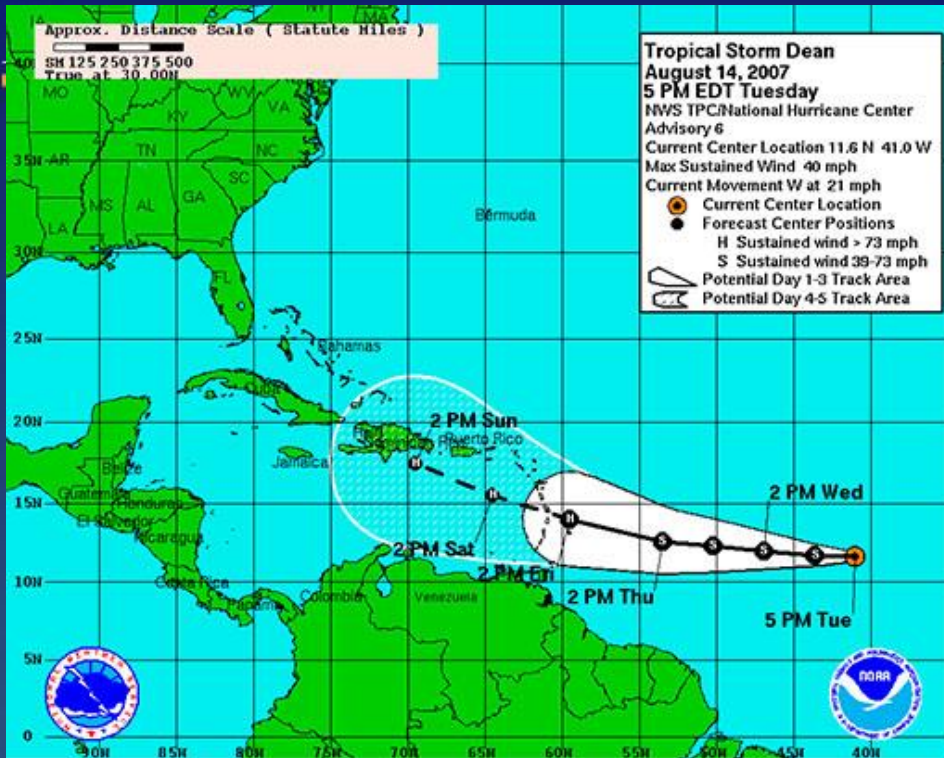 Approx. Distance Scale ( Statute Miles )
SM 125 250 375 500
True at 30.00N
Tropical Storm Dean
August 14, 2007
5 PM EDT Tuesday
NWS TPC/National Hurricane Center
Advisory 6
Current Center Location 11.6 N 41.0 W
Max Sustained Wind 40 mph
Current Movement W at 21 mph
Current Center Location
Forecast Center Positions
H Sustained wind > 73 mph
S Sustained wind 39-73 mph
Potential Day 1-3 Track Area
Potential Day 4-5 Track Area
MO
KY
WV
VA
AR
TN
NC
SC
MS
AL
GA
LA
FL
35N
30N
25N
20N
15N
10N
5N
0
Bermuda
Bahamas
Cuba
Jamaica
Puerto Rico
Belize
Guatemala
Honduras
El Salvador
Nicaragua
Costa Rica
Panama
Colombia
Venezuela
2 PM Sun
H
H
H
S
S
S
S
2 PM Wed
2 PM Sat
2 PM Fri
2 PM Thu
5 PM Tue
NOAA
90W
85W
80W
75W
70W
65W
60W
55W
50W
45W
40W